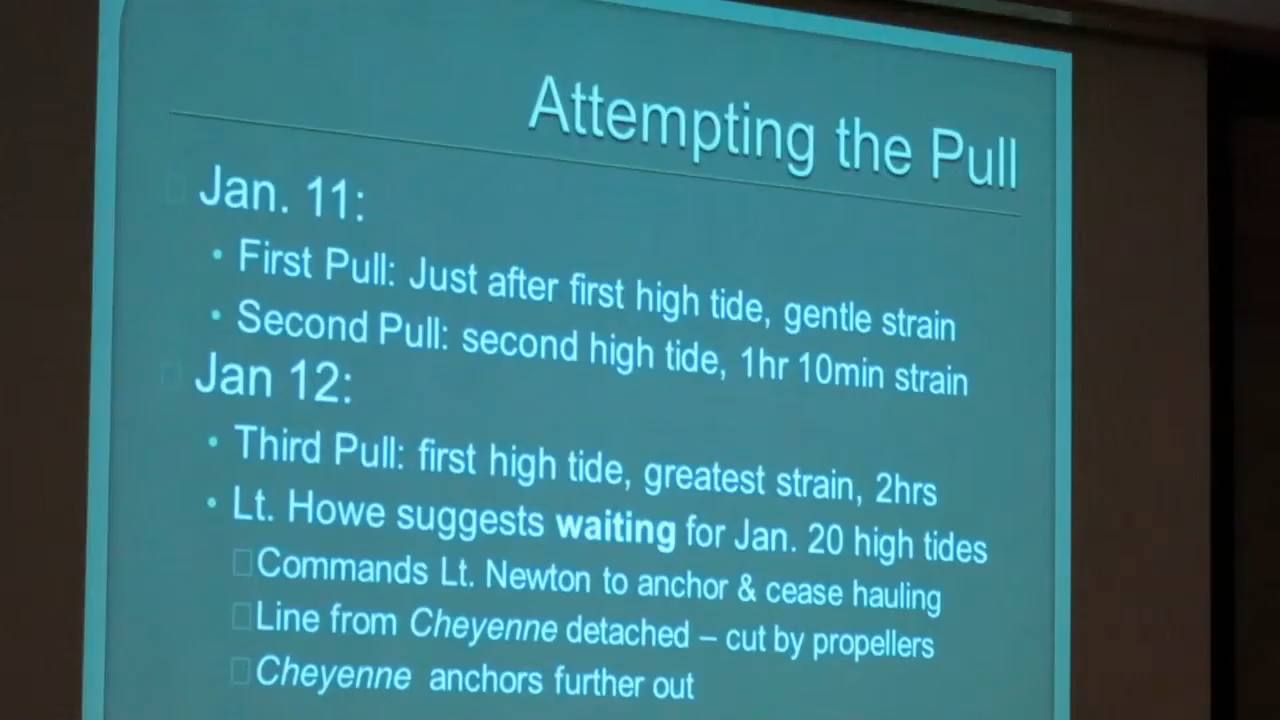 Attempting the Pull
Jan. 11:
• First Pull: Just after first high tide, gentle strain
• Second Pull: second high tide, 1hr 10min strain
Jan 12:
• Third Pull: first high tide, greatest strain, 2hrs
• Lt. Howe suggests waiting for Jan. 20 high tides
Commands Lt. Newton to anchor & cease hauling
Line from Cheyenne detached – cut by propellers
Cheyenne anchors further out